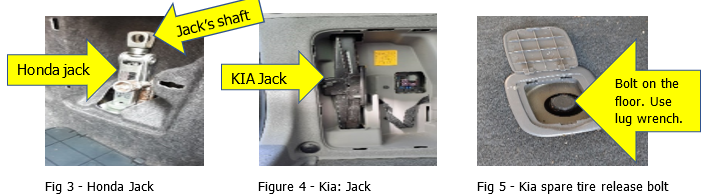 Jack's shaft
Honda jack
KIA Jack
Bolt on the
floor. Use
lug wrench.
Fig 3 - Honda Jack
Figure 4 - Kia: Jack
Fig 5 - Kia spare tire release bolt